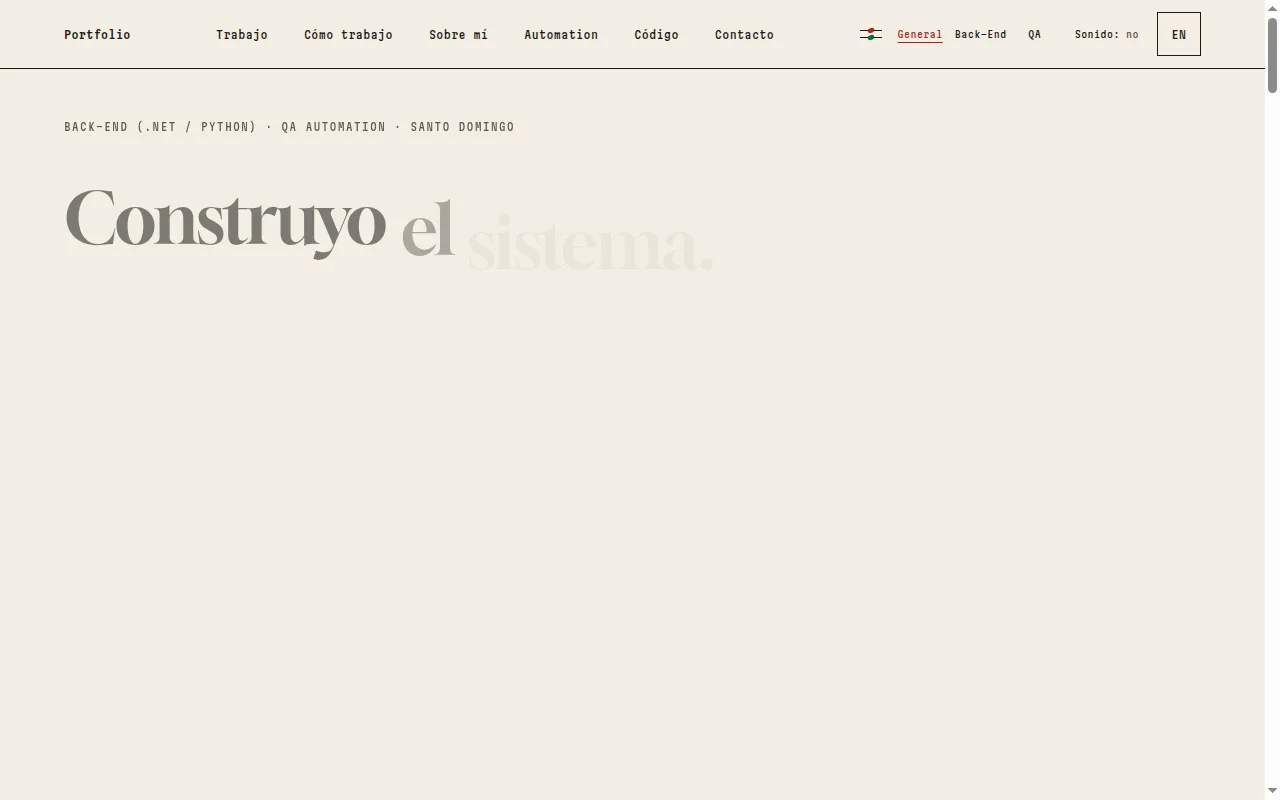 Portfolio Trabajo Cómo trabajo Sobre mí Automation Código Contacto General Back-End QA Sonido: no EN
BACK-END (.NET / PYTHON) · QA AUTOMATION · SANTO DOMINGO
Construyo el sistema.